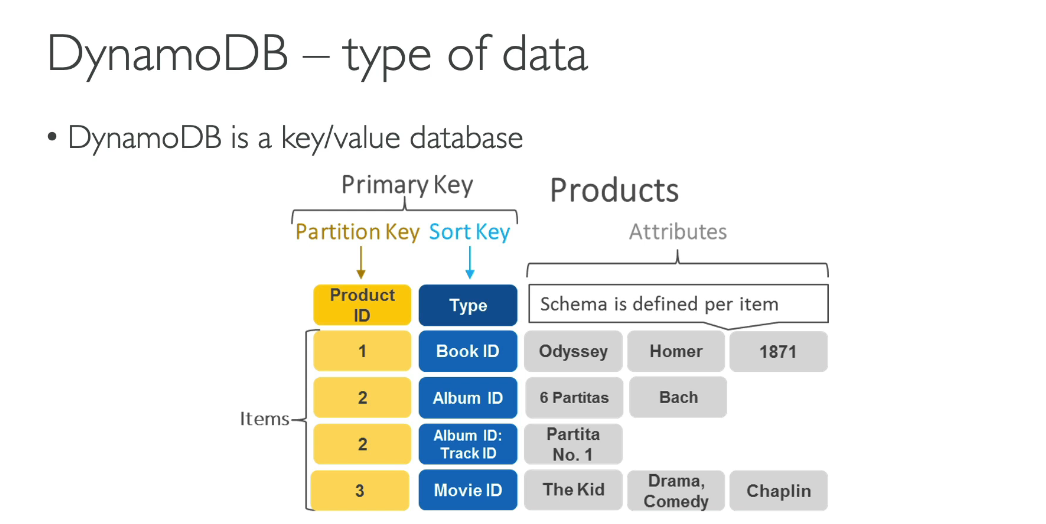 DynamoDB – type of data
• DynamoDB is a key/value database
Primary Key
Products
Partition Key
Sort Key
Attributes
Product
ID
Type
Schema is defined per item
Items
1
Book ID
Odyssey
Homer
1871
2
Album ID
6 Partitas
Bach
2
Album ID:
Track ID
Partita
No. 1
3
Movie ID
The Kid
Drama,
Comedy
Chaplin